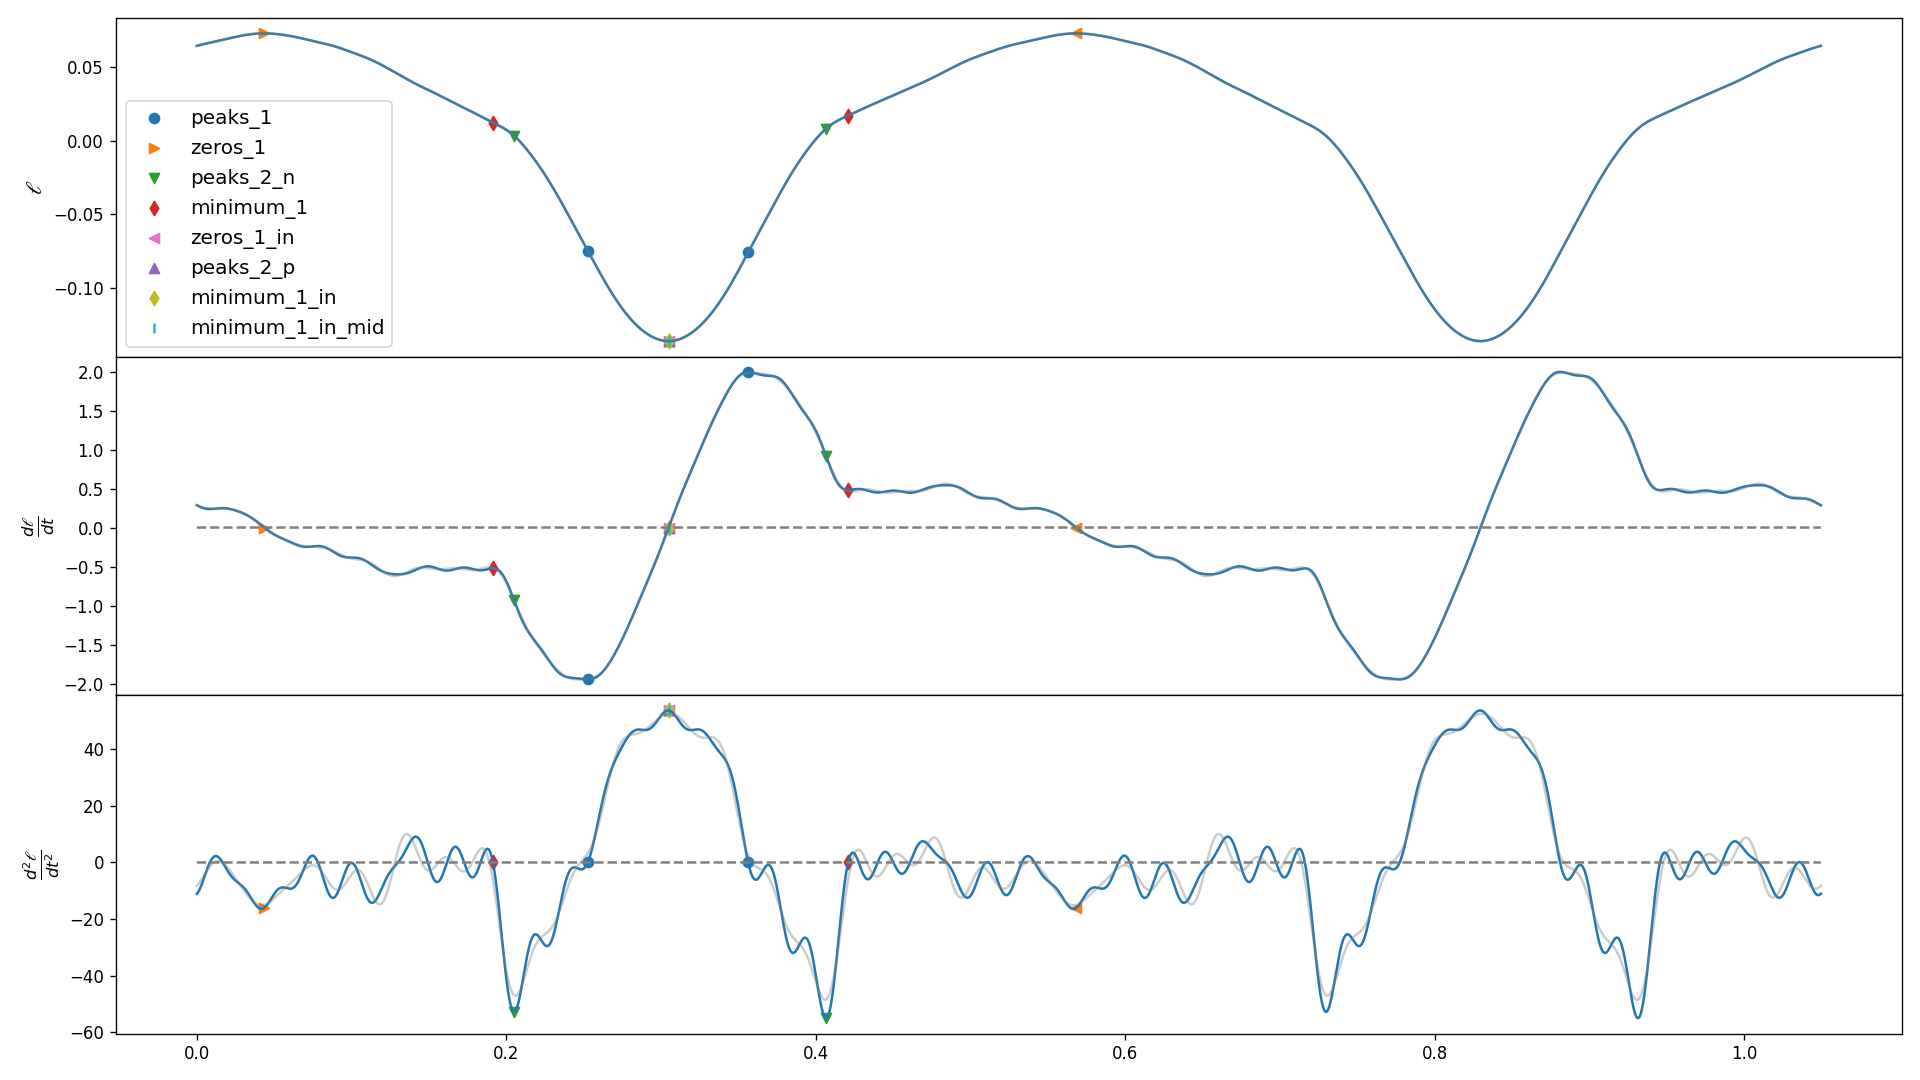 0.05
0.00
−0.05
−0.10
ℓ
peaks_1
zeros_1
peaks_2_n
minimum_1
zeros_1_in
peaks_2_p
minimum_1_in
minimum_1_in_mid
2.0
1.5
1.0
0.5
0.0
−0.5
−1.0
−1.5
−2.0
dℓ
dt
40
20
0
−20
−40
−60
d²ℓ
dt²
0.0 0.2 0.4 0.6 0.8 1.0